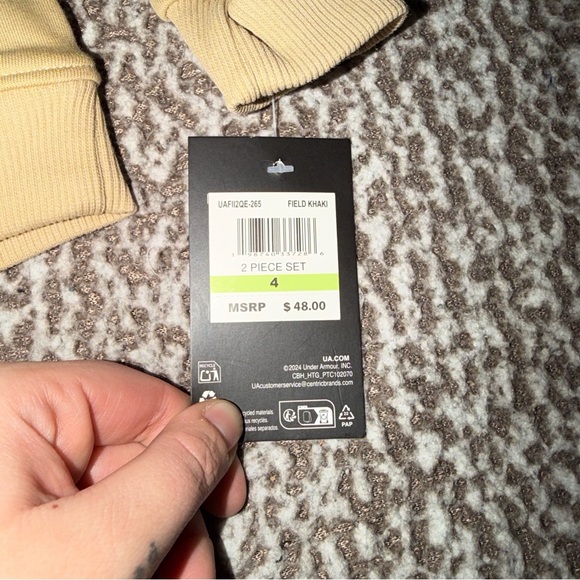 UAFII2QE-265 FIELD KHAKI
2 PIECE SET
4
MSRP $ 48.00
UA.COM
©2024 Under Armour, INC.
CBH_HTG_PTC102070
UAcustomerservice@centricbrands.com
RECYCLE
PAP